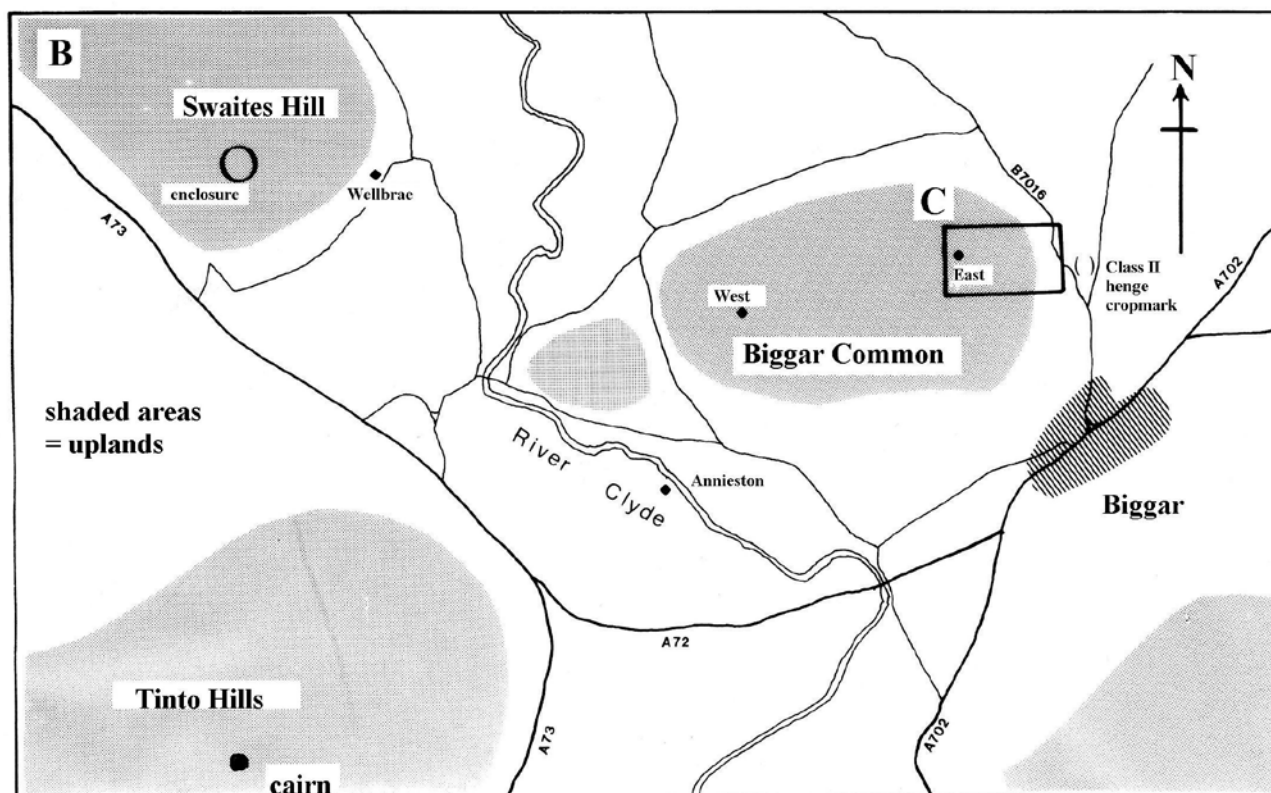 B
Swaites Hill
enclosure
Wellbrae
A73
N
B7016
C
East
( )
Class II
henge
cropmark
A702
West
Biggar Common
shaded areas
= uplands
River
Clyde
Annieston
Biggar
A72
Tinto Hills
A73
A702
cairn